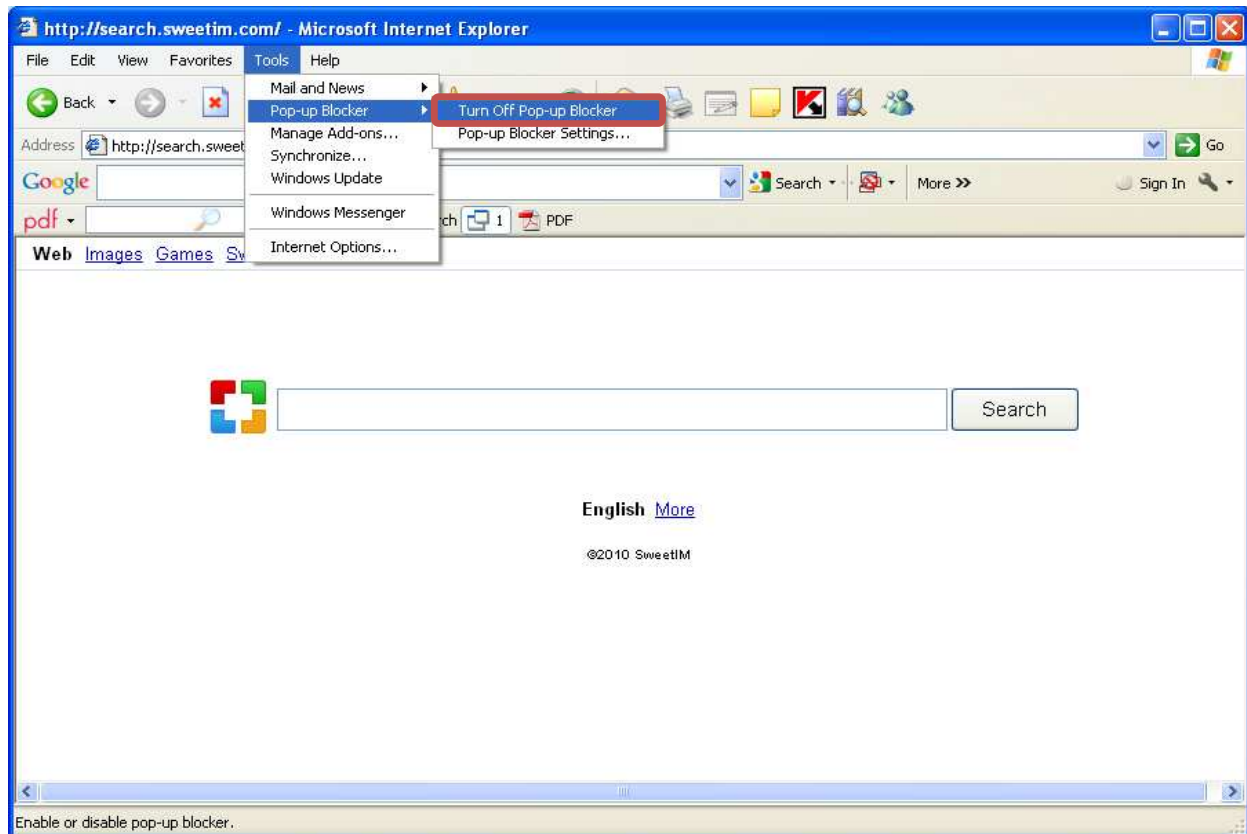 http://search.sweetim.com/ - Microsoft Internet Explorer
File Edit View Favorites Tools Help
Mail and News
Back
Pop-up Blocker
Turn Off Pop-up Blocker
Manage Add-ons...
Pop-up Blocker Settings...
Address http://search.sweet
Go
Synchronize...
Google
Windows Update
Search
More >>
Sign In
Windows Messenger
pdf
ch 1 PDF
Internet Options...
Web Images Games Sw
Search
English More
©2010 SweetIM
Enable or disable pop-up blocker.